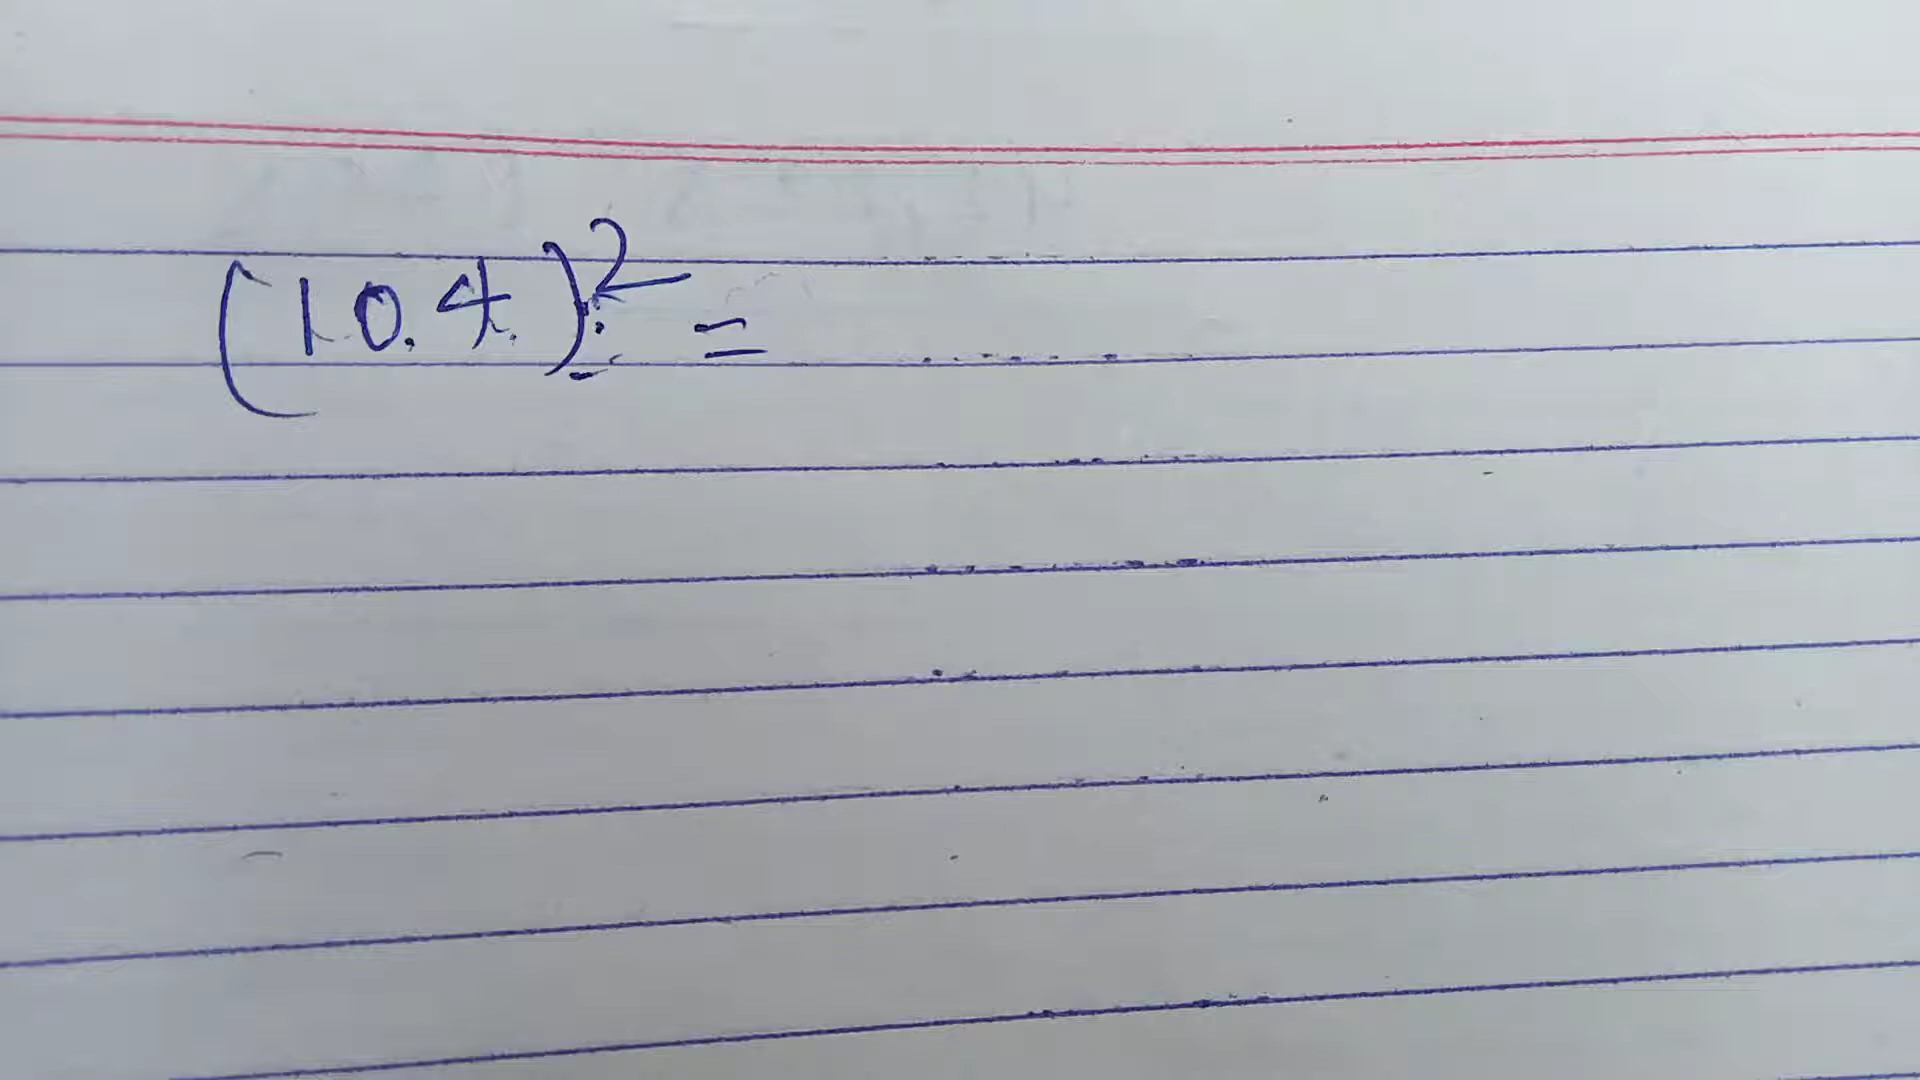 (10.4)² =